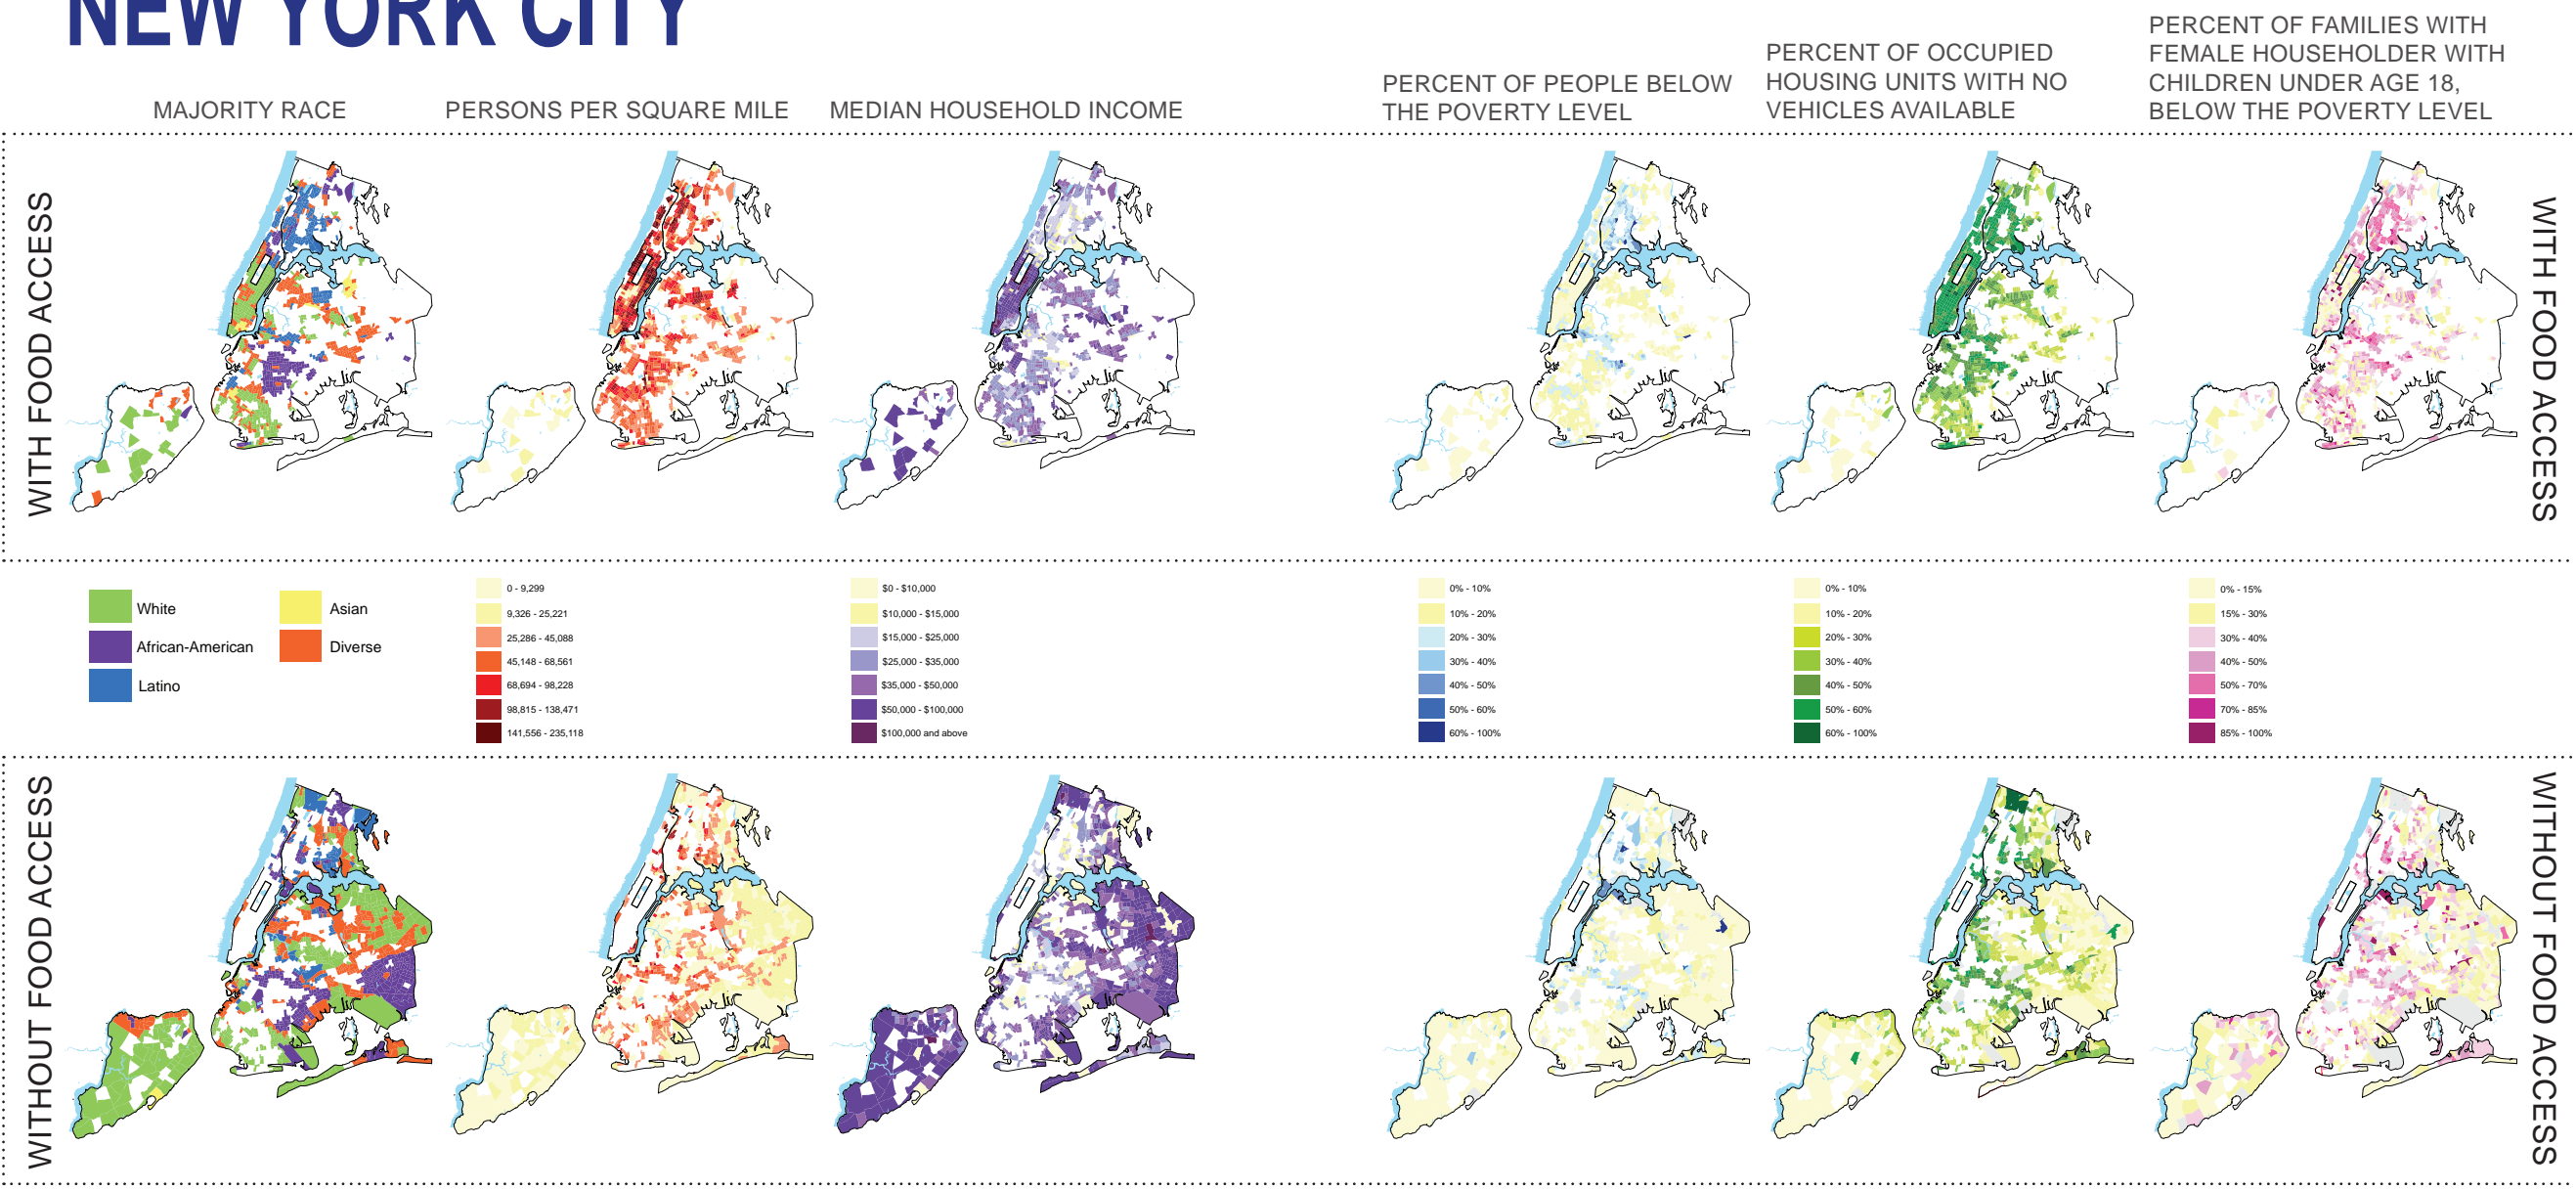 NEW YORK CITY
MAJORITY RACE
PERSONS PER SQUARE MILE
MEDIAN HOUSEHOLD INCOME
PERCENT OF PEOPLE BELOW
THE POVERTY LEVEL
PERCENT OF OCCUPIED
HOUSING UNITS WITH NO
VEHICLES AVAILABLE
PERCENT OF FAMILIES WITH
FEMALE HOUSEHOLDER WITH
CHILDREN UNDER AGE 18,
BELOW THE POVERTY LEVEL
WITH FOOD ACCESS
WITH FOOD ACCESS
White
African-American
Latino
Asian
Diverse
0 - 9,299
9,326 - 25,221
25,286 - 45,088
45,148 - 68,561
68,694 - 98,228
98,815 - 138,471
141,556 - 235,118
$0 - $10,000
$10,000 - $15,000
$15,000 - $25,000
$25,000 - $35,000
$35,000 - $50,000
$50,000 - $100,000
$100,000 and above
0% - 10%
10% - 20%
20% - 30%
30% - 40%
40% - 50%
50% - 60%
60% - 100%
0% - 10%
10% - 20%
20% - 30%
30% - 40%
40% - 50%
50% - 60%
60% - 100%
0% - 15%
15% - 30%
30% - 40%
40% - 50%
50% - 70%
70% - 85%
85% - 100%
WITHOUT FOOD ACCESS
WITHOUT FOOD ACCESS